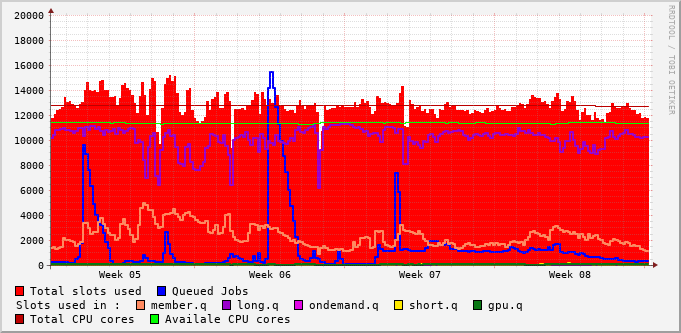 RRDTOOL / TOBI OETIKER
20000
18000
16000
14000
12000
10000
8000
6000
4000
2000
0
Week 05 Week 06 Week 07 Week 08
Total slots used Queued Jobs
Slots used in : member.q long.q ondemand.q short.q gpu.q
Total CPU cores Availale CPU cores